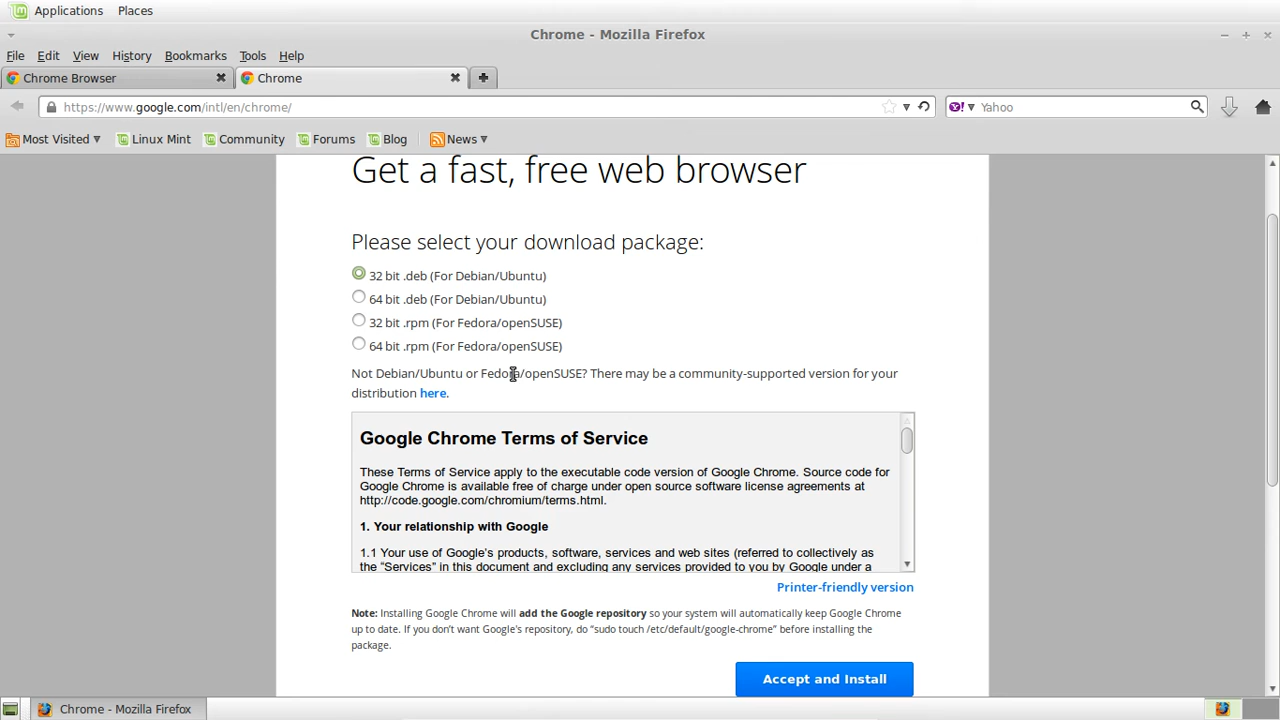 Applications Places
Chrome - Mozilla Firefox
File Edit View History Bookmarks Tools Help
Chrome Browser Chrome
https://www.google.com/intl/en/chrome/ Yahoo
Most Visited Linux Mint Community Forums Blog News
Get a fast, free web browser
Please select your download package:
32 bit .deb (For Debian/Ubuntu)
64 bit .deb (For Debian/Ubuntu)
32 bit .rpm (For Fedora/openSUSE)
64 bit .rpm (For Fedora/openSUSE)
Not Debian/Ubuntu or Fedora/openSUSE? There may be a community-supported version for your
distribution here.
Google Chrome Terms of Service
These Terms of Service apply to the executable code version of Google Chrome. Source code for
Google Chrome is available free of charge under open source software license agreements at
http://code.google.com/chromium/terms.html.
1. Your relationship with Google
1.1 Your use of Google's products, software, services and web sites (referred to collectively as
the “Services” in this document and excluding any services provided to you by Google under a
Printer-friendly version
Note: Installing Google Chrome will add the Google repository so your system will automatically keep Google Chrome
up to date. If you don't want Google's repository, do “sudo touch /etc/default/google-chrome” before installing the
package.
Accept and Install
Chrome - Mozilla Firefox